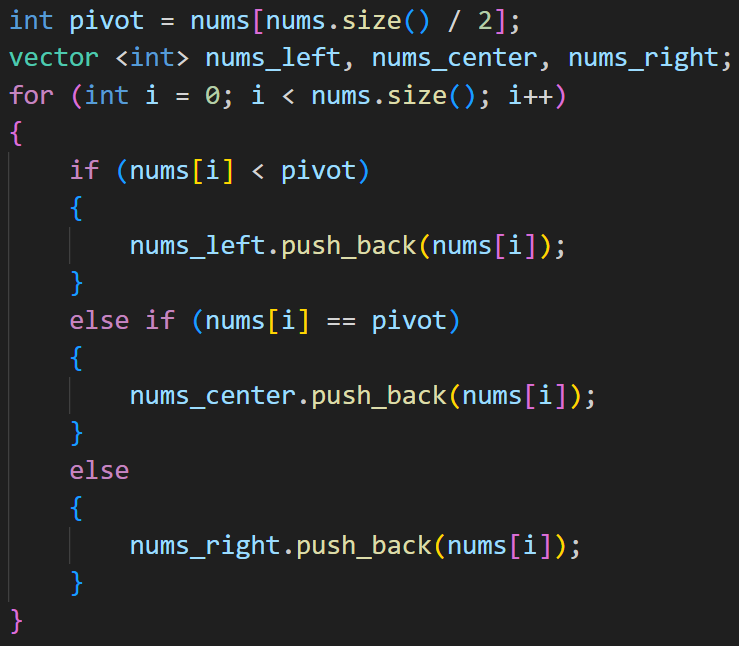 int pivot = nums[nums.size() / 2];
vector <int> nums_left, nums_center, nums_right;
for (int i = 0; i < nums.size(); i++)
{
    if (nums[i] < pivot)
    {
        nums_left.push_back(nums[i]);
    }
    else if (nums[i] == pivot)
    {
        nums_center.push_back(nums[i]);
    }
    else
    {
        nums_right.push_back(nums[i]);
    }
}